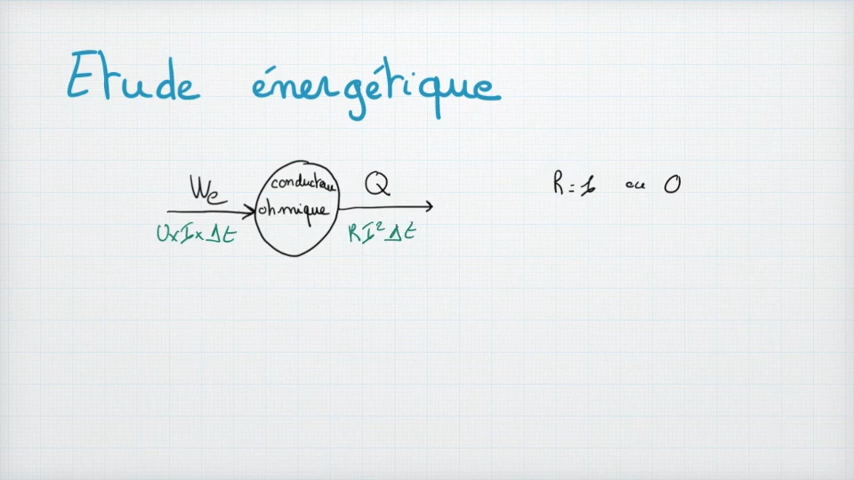 Etude énergétique
We
conducteur
ohmique
Q
R = 1 ou 0
U×I×Δt
RI²Δt